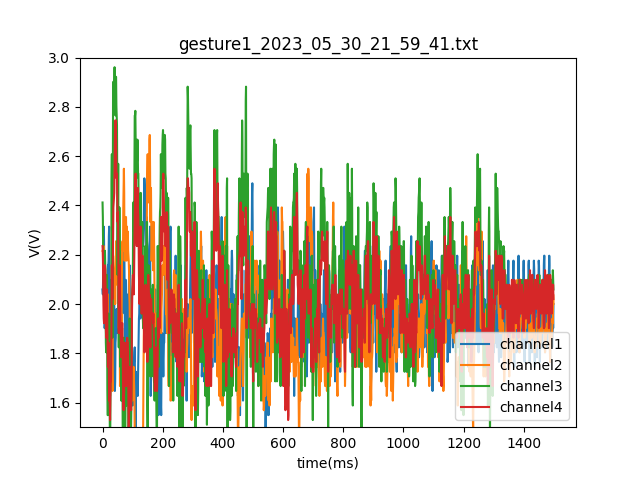 gesture1_2023_05_30_21_59_41.txt
3.0
2.8
2.6
2.4
2.2
2.0
1.8
1.6
V(V)
channel1
channel2
channel3
channel4
0 200 400 600 800 1000 1200 1400
time(ms)